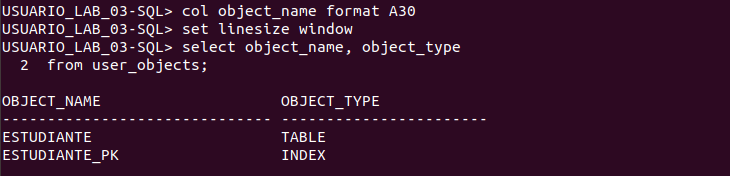 USUARIO_LAB_03-SQL> col object_name format A30
USUARIO_LAB_03-SQL> set linesize window
USUARIO_LAB_03-SQL> select object_name, object_type
  2  from user_objects;

OBJECT_NAME                    OBJECT_TYPE
------------------------------ -----------------------
ESTUDIANTE                     TABLE
ESTUDIANTE_PK                  INDEX